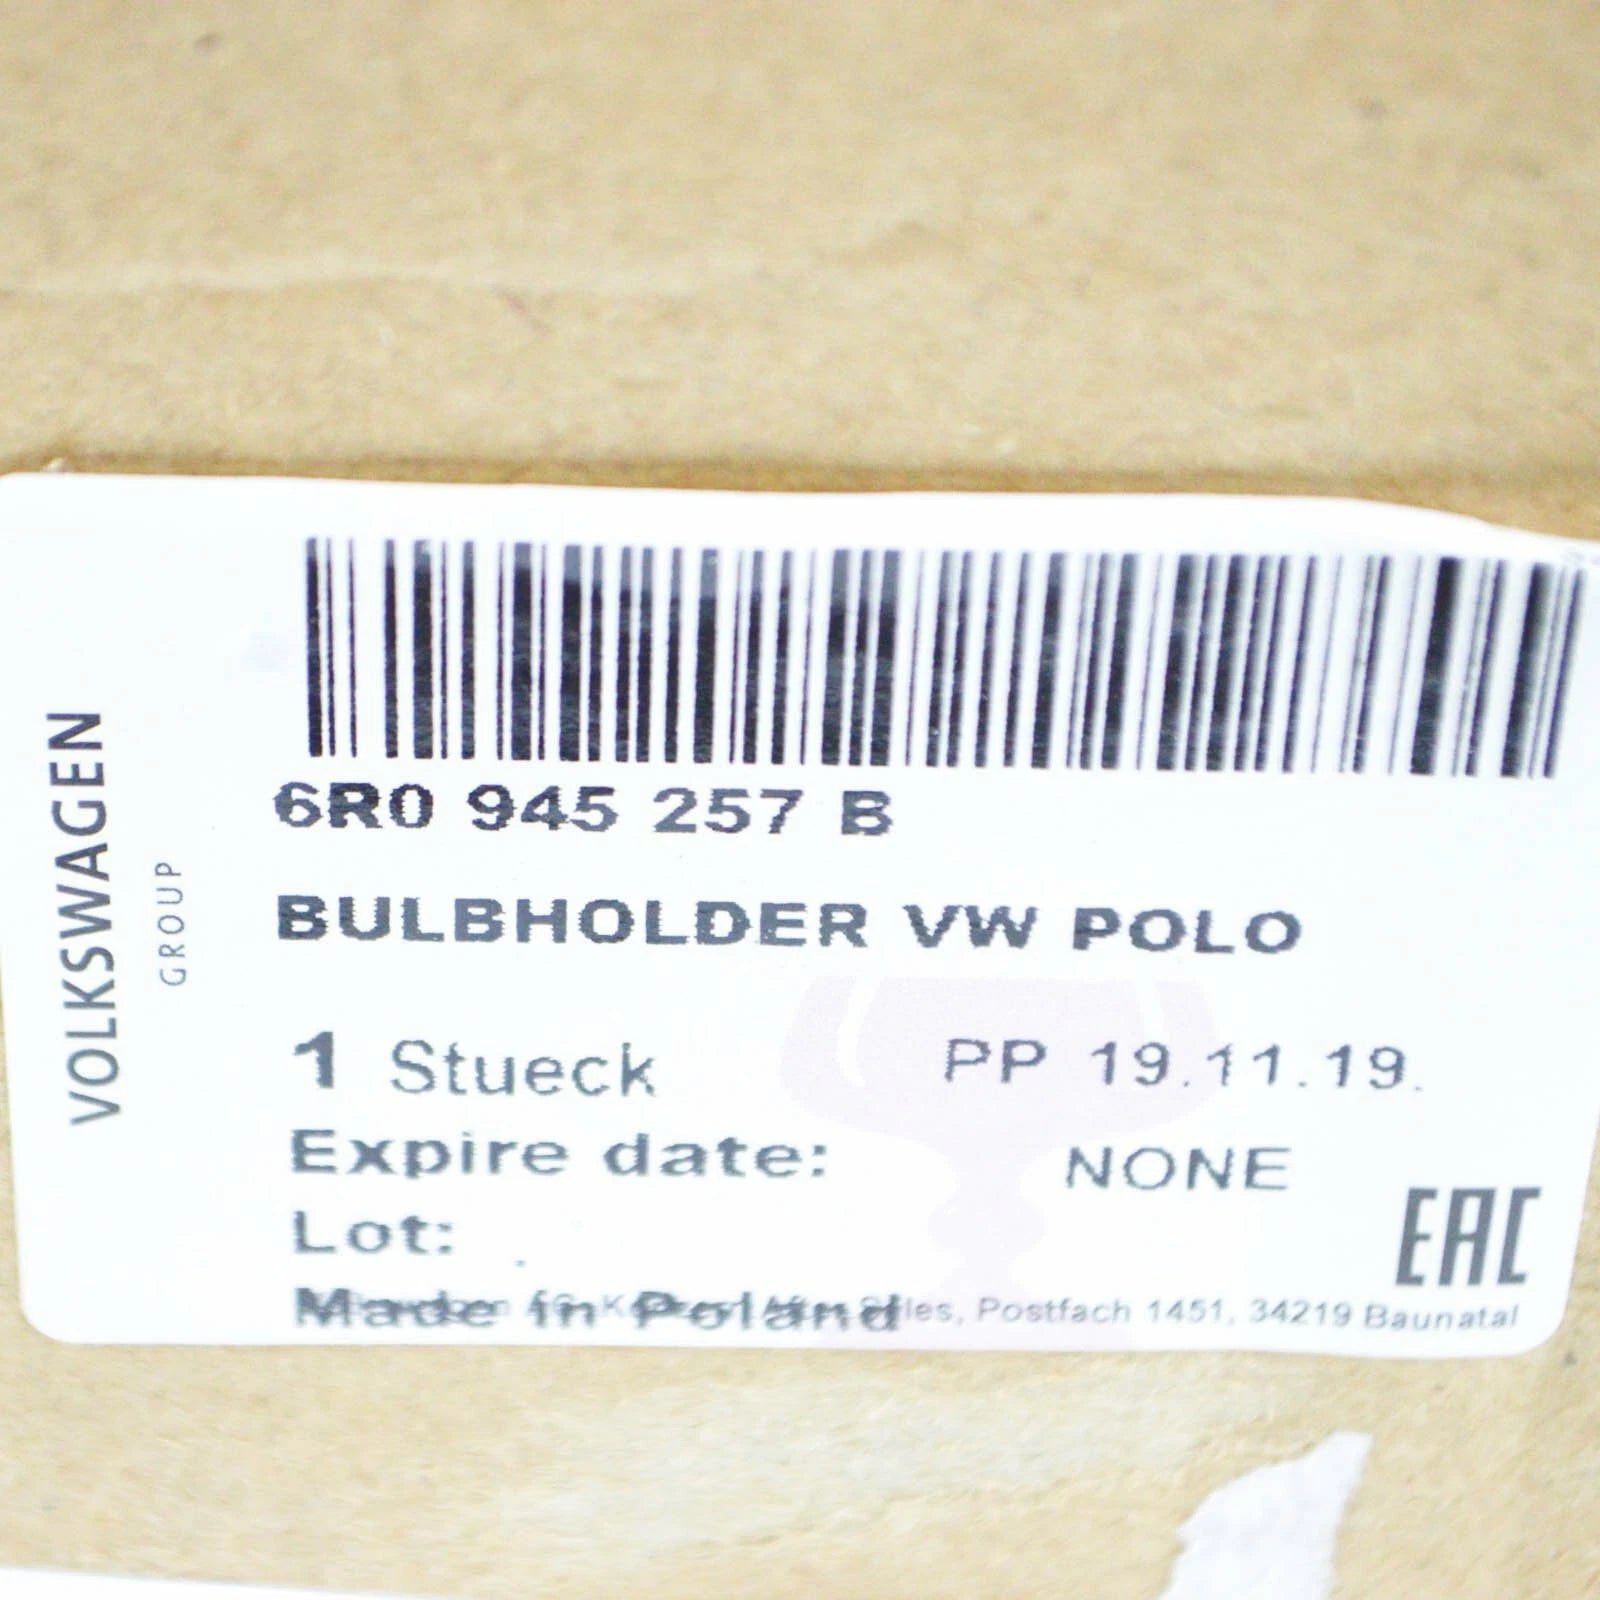 VOLKSWAGEN
GROUP
6R0 945 257 B
BULBHOLDER VW POLO
1 Stueck PP 19.11.19.
Expire date: NONE
Lot:
EAC
Made in Poland
Postfach 1451, 34219 Baunatal